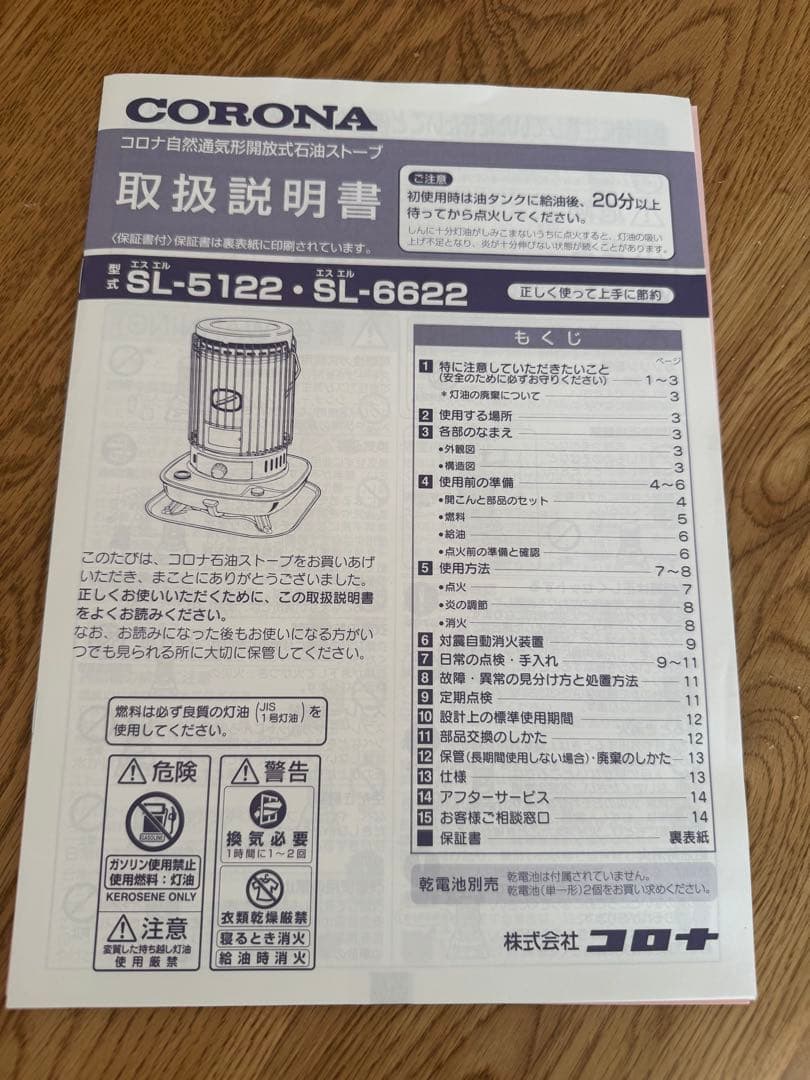 CORONA
コロナ自然通気形開放式石油ストーブ
取扱説明書
〈保証書付〉保証書は裏表紙に印刷されています。
ご注意
初使用時は油タンクに給油後、20分以上
待ってから点火してください。
しんに十分灯油がしみこまないうちに点火すると、灯油の吸い
上げ不足となり、炎が十分伸びない状態が続くことがあります。
型式 エス エル エス エル
SL-5122・SL-6622
正しく使って上手に節約
もくじ
ページ
1 特に注意していただきたいこと
(安全のために必ずお守りください) 1〜3
*灯油の廃棄について 3
2 使用する場所 3
3 各部のなまえ 3
•外観図 3
•構造図 3
4 使用前の準備 4〜6
•開こんと部品のセット 4
•燃料 5
•給油 6
•点火前の準備と確認 6
5 使用方法 7〜8
•点火 7
•炎の調節 8
•消火 8
6 対震自動消火装置 9
7 日常の点検・手入れ 9〜11
8 故障・異常の見分け方と処置方法 11
9 定期点検 11
10 設計上の標準使用期間 12
11 部品交換のしかた 12
12 保管(長期間使用しない場合)・廃棄のしかた 13
13 仕様 13
14 アフターサービス 14
15 お客様ご相談窓口 14
■ 保証書 裏表紙
このたびは、コロナ石油ストーブをお買いあげ
いただき、まことにありがとうございました。
正しくお使いいただくために、この取扱説明書
をよくお読みください。
なお、お読みになった後もお使いになる方がい
つでも見られる所に大切に保管してください。
燃料は必ず良質の灯油(JIS 1号灯油)を
使用してください。
危険
GASOLINE
ガソリン使用禁止
使用燃料:灯油
KEROSENE ONLY
注意
変質した持ち越し灯油
使用厳禁
警告
換気必要
1時間に1〜2回
衣類乾燥厳禁
寝るとき消火
給油時消火
乾電池別売
乾電池は付属されていません。
乾電池(単一形)2個をお買い求めください。
株式会社 コロナ